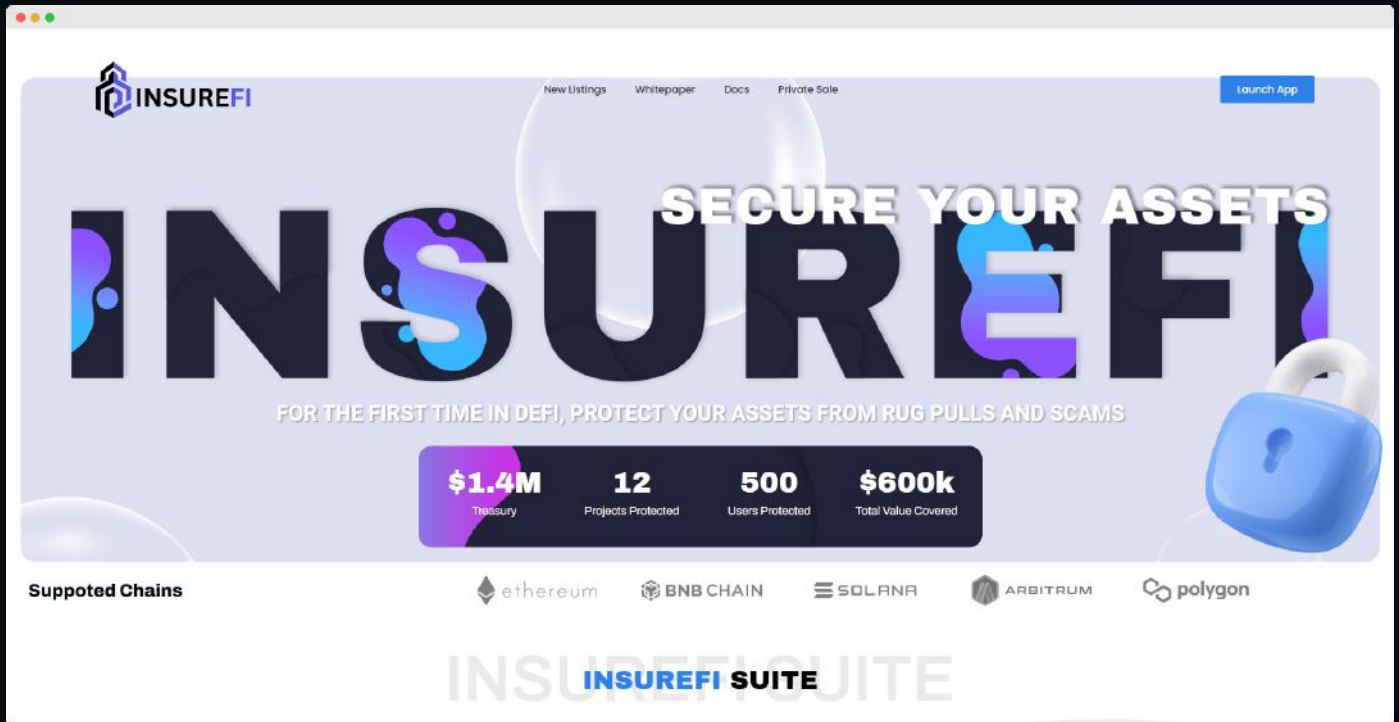 INSUREFI
New Listings Whitepaper Docs Private Sale
Launch App
SECURE YOUR ASSETS
INSUREFI
FOR THE FIRST TIME IN DEFI, PROTECT YOUR ASSETS FROM RUG PULLS AND SCAMS
$1.4M 12 500 $600k
Treasury Projects Protected Users Protected Total Value Covered
Suppoted Chains ethereum BNB CHAIN SOLANA ARBITRUM polygon
INSUREFI SUITE
INSUREFI SUITE